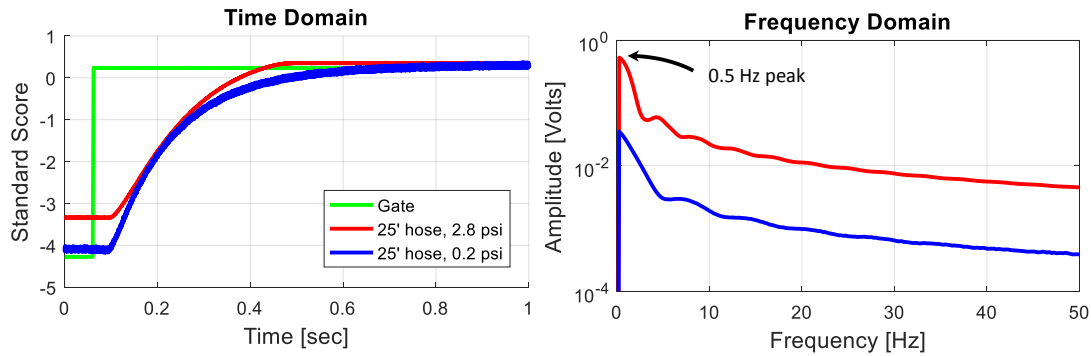 Time Domain
Standard Score
1
0
-1
-2
-3
-4
-5
0
0.2
0.4
0.6
0.8
1
Time [sec]
Gate
25' hose, 2.8 psi
25' hose, 0.2 psi
Frequency Domain
Amplitude [Volts]
10^0
10^-2
10^-4
0
10
20
30
40
50
Frequency [Hz]
0.5 Hz peak